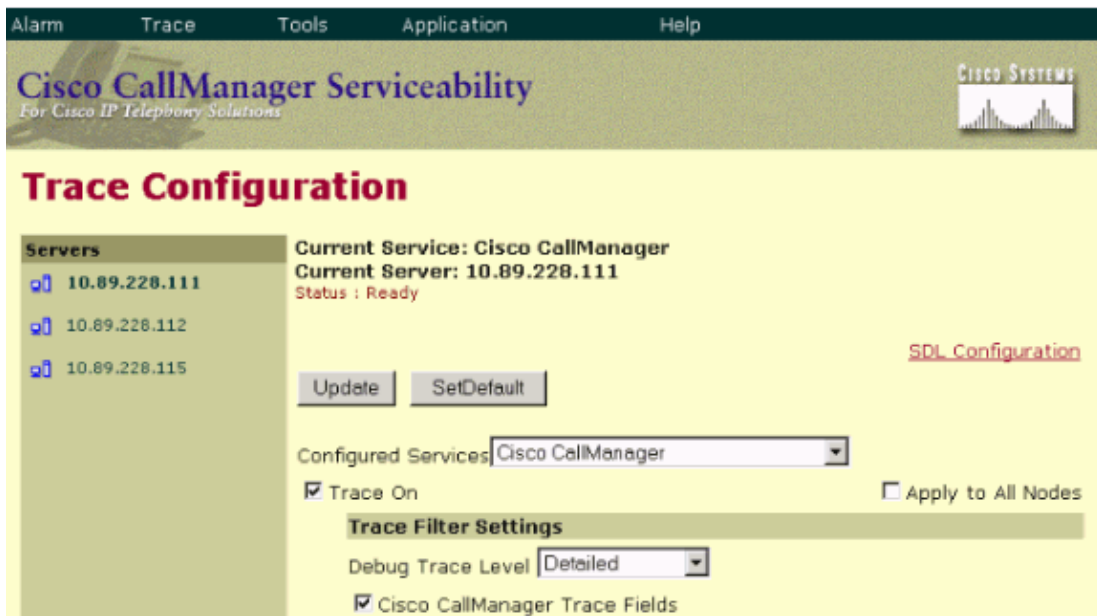 Alarm Trace Tools Application Help
Cisco CallManager Serviceability
For Cisco IP Telephony Solutions
CISCO SYSTEMS
Trace Configuration
Servers
10.89.228.111
10.89.228.112
10.89.228.115
Current Service: Cisco CallManager
Current Server: 10.89.228.111
Status : Ready
SDL Configuration
Update SetDefault
Configured Services Cisco CallManager
Trace On Apply to All Nodes
Trace Filter Settings
Debug Trace Level Detailed
Cisco CallManager Trace Fields